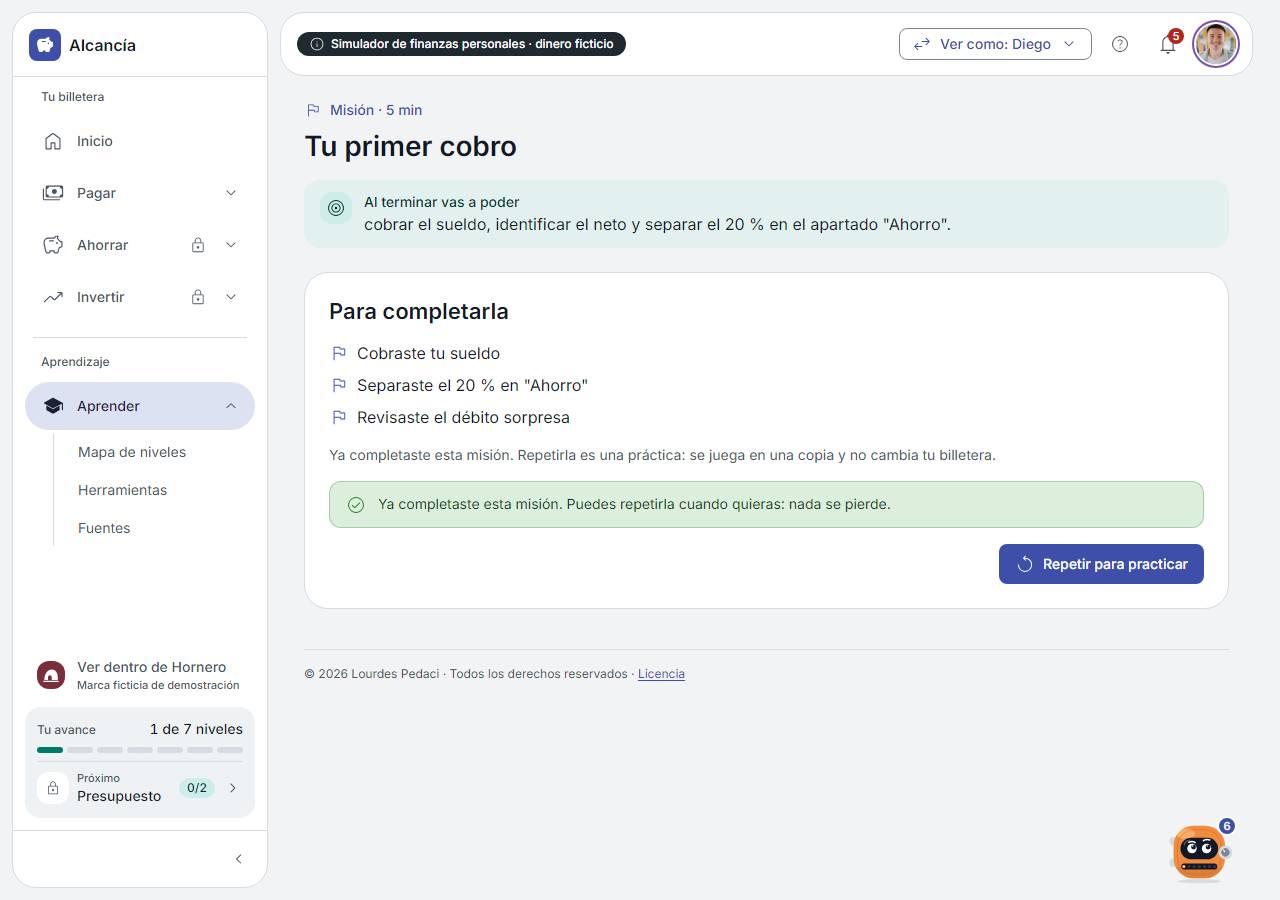 Alcancía
Simulador de finanzas personales · dinero ficticio
Ver como: Diego
5
Tu billetera
Inicio
Pagar
Ahorrar
Invertir
Aprendizaje
Aprender
Mapa de niveles
Herramientas
Fuentes
Ver dentro de Hornero
Marca ficticia de demostración
Tu avance
1 de 7 niveles
Próximo
Presupuesto
0/2
Misión · 5 min
Tu primer cobro
Al terminar vas a poder
cobrar el sueldo, identificar el neto y separar el 20 % en el apartado "Ahorro".
Para completarla
Cobraste tu sueldo
Separaste el 20 % en "Ahorro"
Revisaste el débito sorpresa
Ya completaste esta misión. Repetirla es una práctica: se juega en una copia y no cambia tu billetera.
Ya completaste esta misión. Puedes repetirla cuando quieras: nada se pierde.
Repetir para practicar
© 2026 Lourdes Pedaci · Todos los derechos reservados · Licencia
6